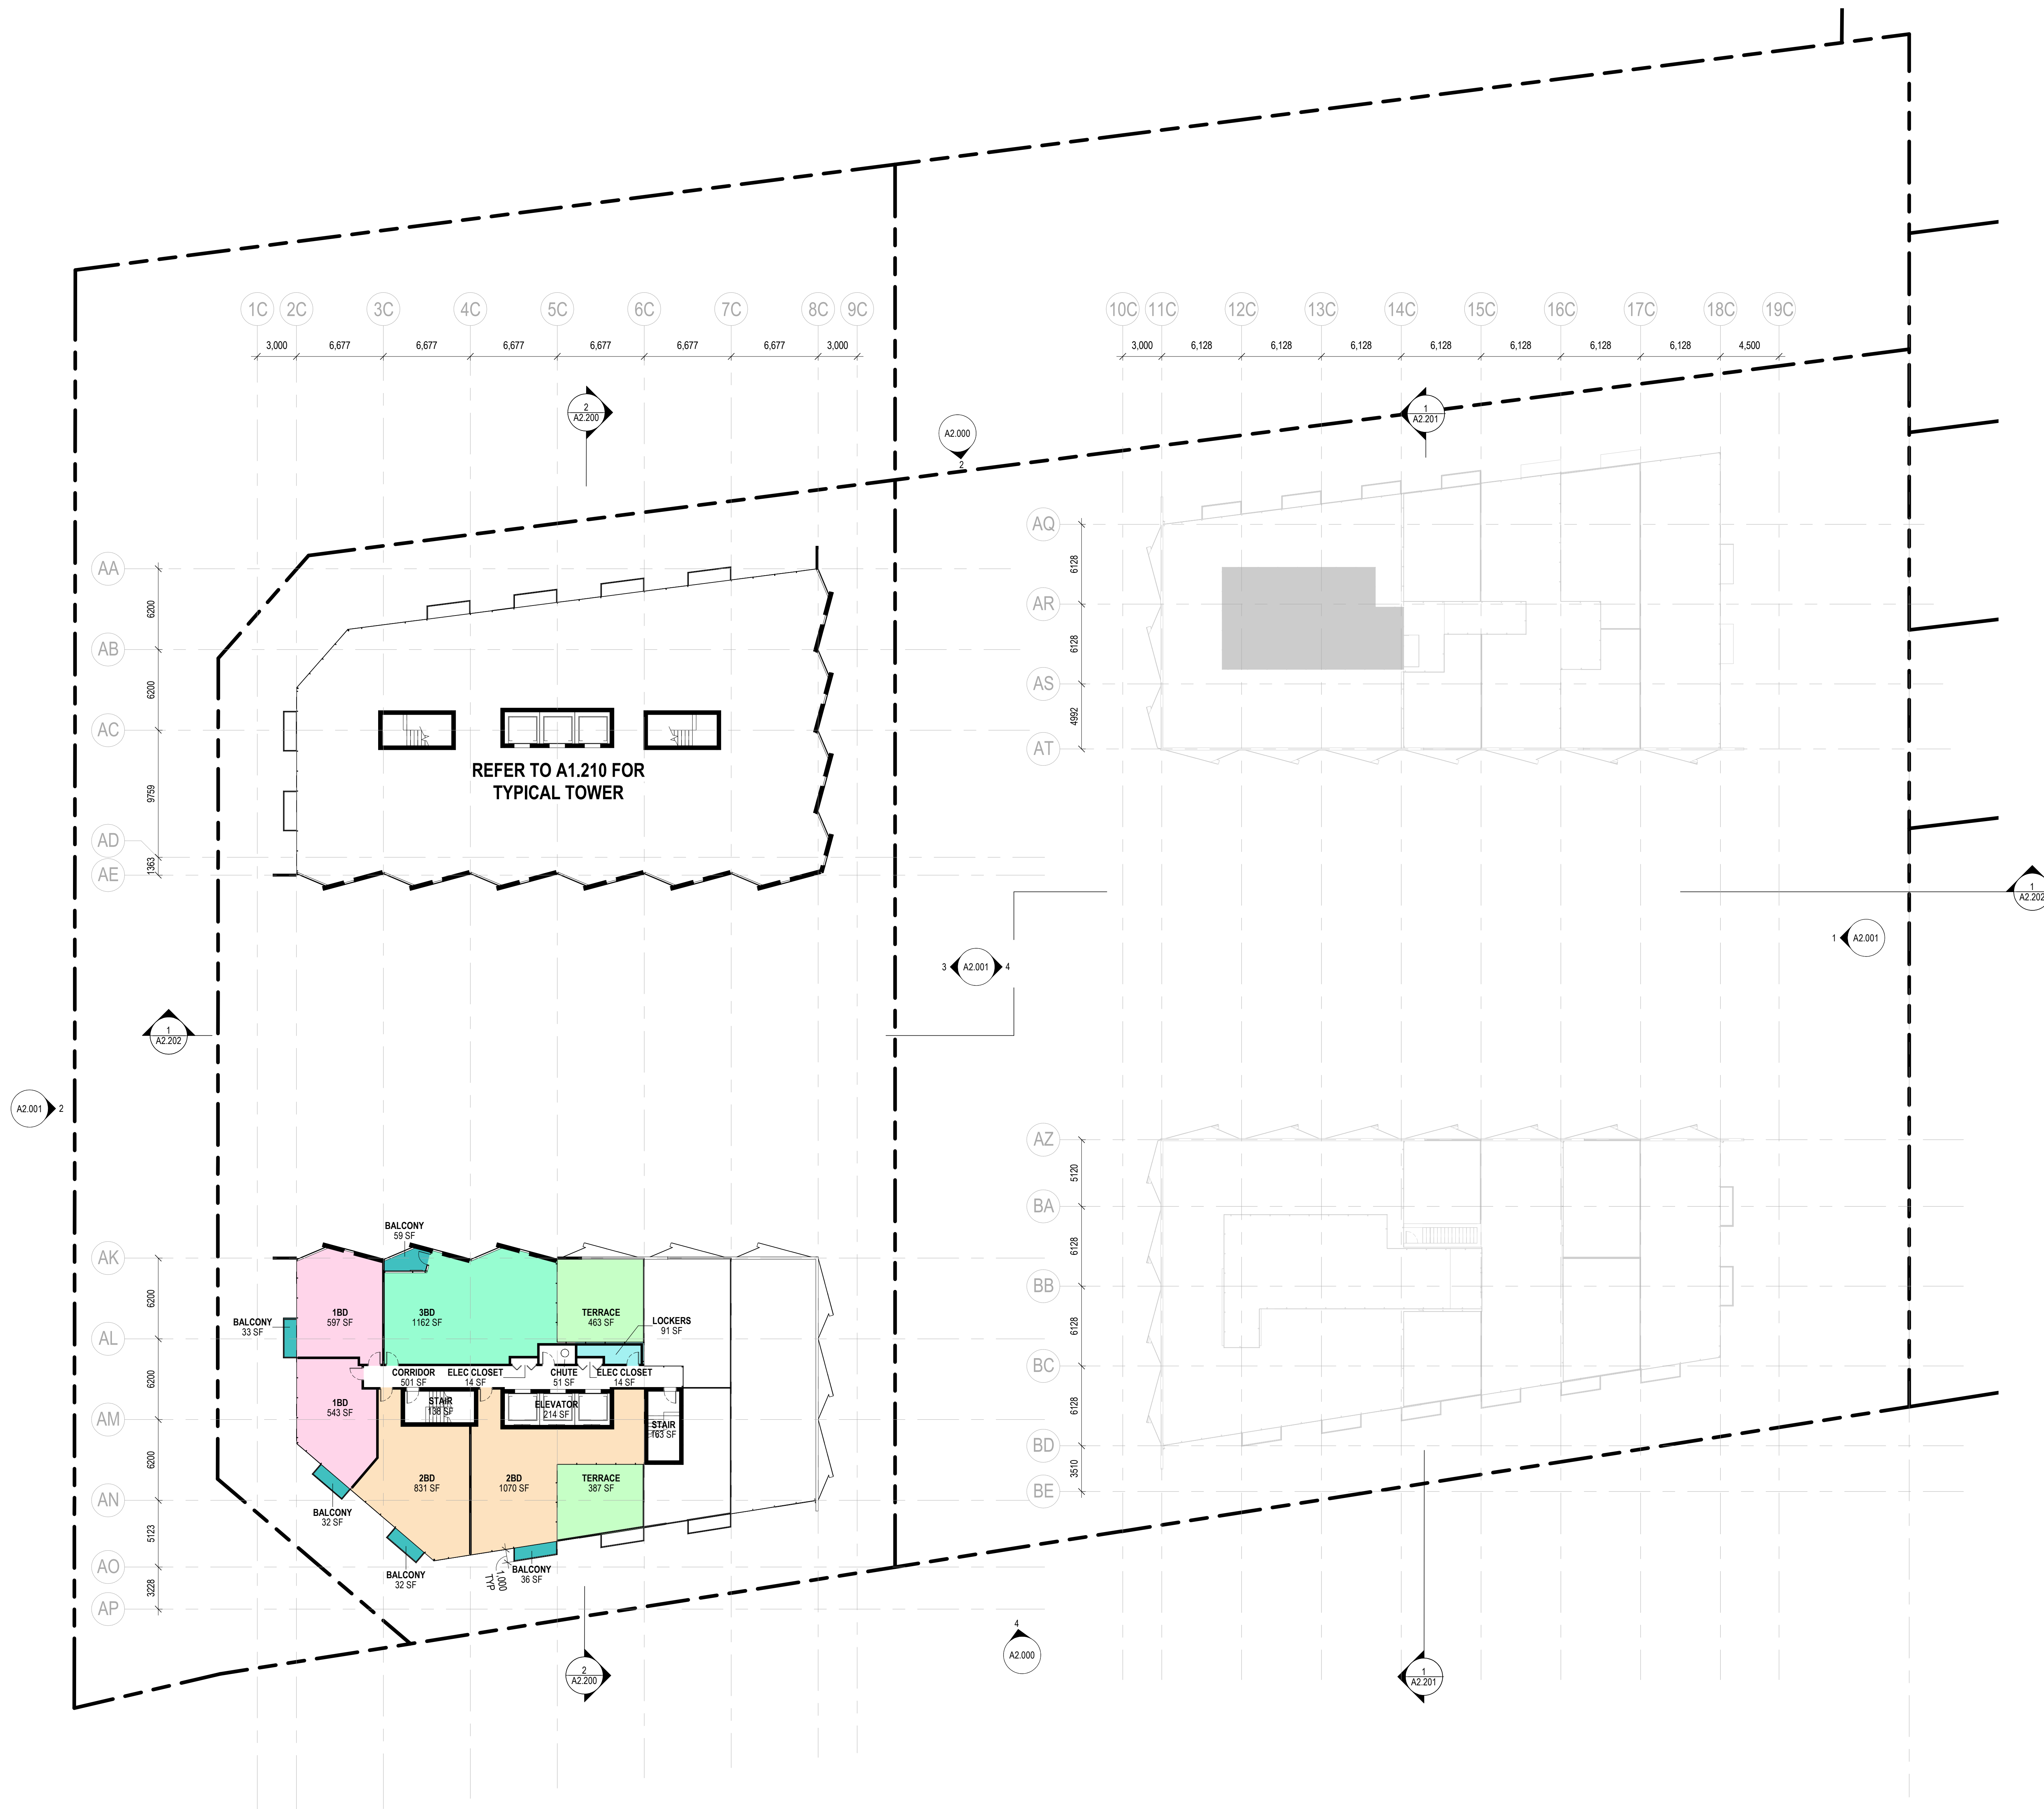 1C 2C 3C 4C 5C 6C 7C 8C 9C 10C 11C 12C 13C 14C 15C 16C 17C 18C 19C
3,000 6,677 6,677 6,677 6,677 6,677 6,677 3,000 3,000 6,128 6,128 6,128 6,128 6,128 6,128 6,128 4,500
2
A2.200
1
A2.201
A2.000
2
AQ
6128
AR
6128
AS
4992
AT
AA
6200
AB
6200
AC
9759
AD
1363
AE
REFER TO A1.210 FOR
TYPICAL TOWER
1
A2.202
1 A2.001
3 A2.001 4
1
A2.202
A2.001 2
AZ
5120
BA
6128
BB
6128
BC
6128
BD
3510
BE
AK
6200
AL
6200
AM
6200
AN
5123
AO
3228
AP
BALCONY
59 SF
BALCONY
33 SF
1BD
597 SF
3BD
1162 SF
TERRACE
463 SF
LOCKERS
91 SF
CORRIDOR
501 SF
ELEC CLOSET
14 SF
CHUTE
51 SF
ELEC CLOSET
14 SF
1BD
543 SF
STAIR
138 SF
ELEVATOR
214 SF
STAIR
163 SF
2BD
831 SF
2BD
1070 SF
TERRACE
387 SF
BALCONY
32 SF
BALCONY
32 SF
1,000
TYP
BALCONY
36 SF
4
A2.000
2
A2.200
1
A2.201